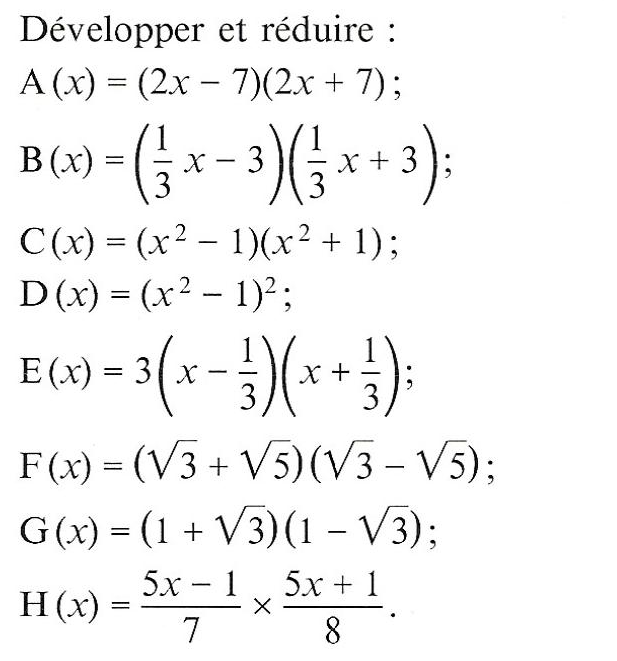 Développer et réduire :
A(x) = (2x − 7)(2x + 7);
B(x) = (1/3 x − 3)(1/3 x + 3);
C(x) = (x² − 1)(x² + 1);
D(x) = (x² − 1)²;
E(x) = 3(x − 1/3)(x + 1/3);
F(x) = (√3 + √5)(√3 − √5);
G(x) = (1 + √3)(1 − √3);
H(x) = (5x − 1)/7 × (5x + 1)/8.